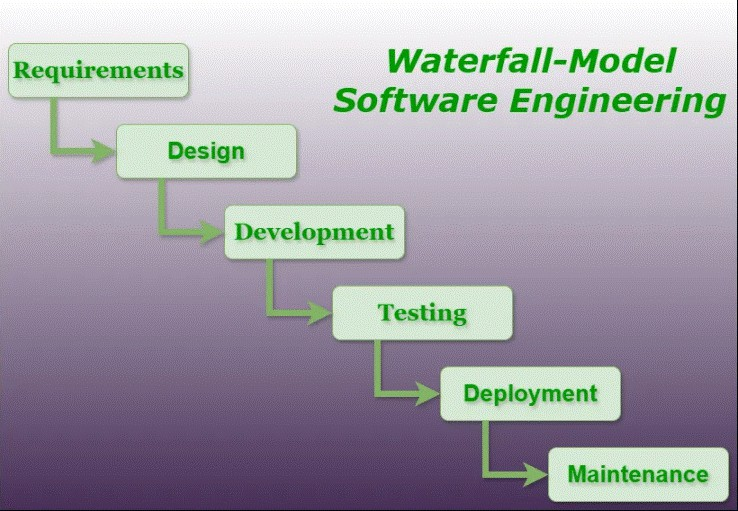 Waterfall-Model
Software Engineering
Requirements
Design
Development
Testing
Deployment
Maintenance